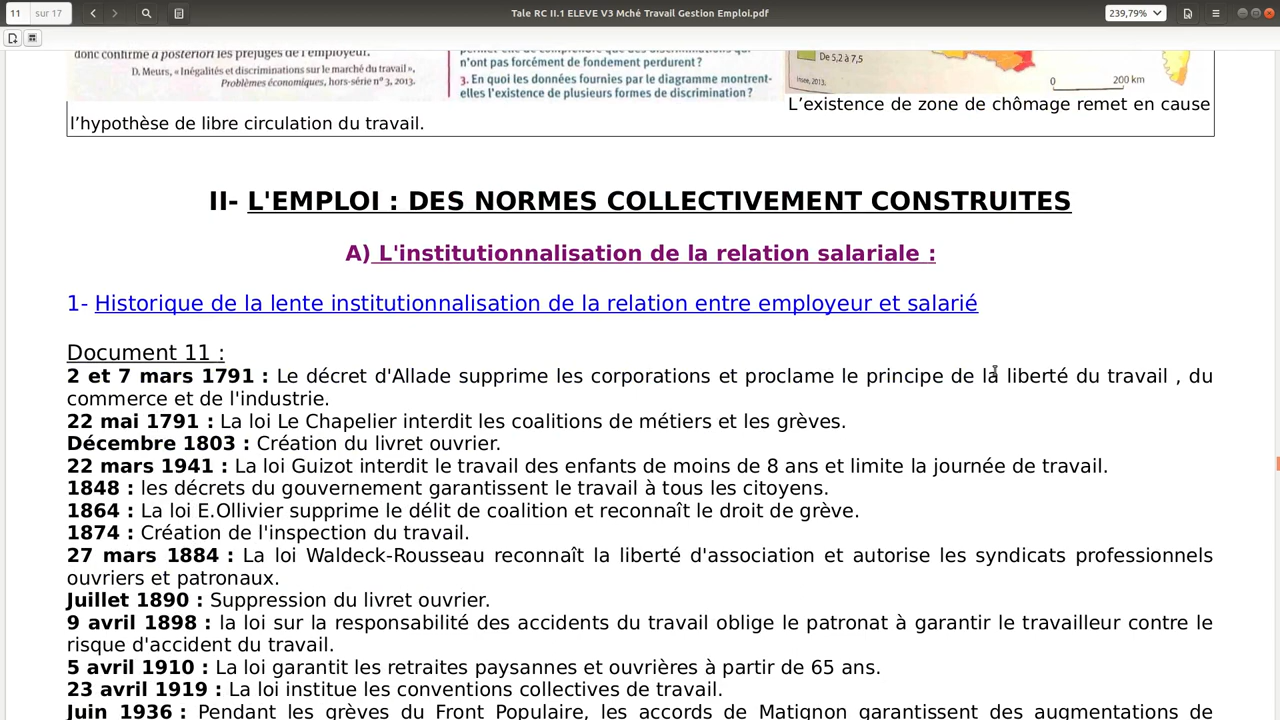 11 sur 17
Tale RC II.1 ELEVE V3 Mché Travail Gestion Emploi.pdf
239,79%
donc confirme a posteriori les préjugés de l'employeur.
D. Meurs, « Inégalités et discriminations sur le marché du travail »,
Problèmes économiques, hors-série n° 3, 2013.
n'ont pas forcément de fondement perdurent ?
3. En quoi les données fournies par le diagramme montrent-
elles l'existence de plusieurs formes de discrimination ?
De 5,2 à 7,5
Insee, 2013.
0 200 km
L’existence de zone de chômage remet en cause
l’hypothèse de libre circulation du travail.
II- L'EMPLOI : DES NORMES COLLECTIVEMENT CONSTRUITES
A) L'institutionnalisation de la relation salariale :
1- Historique de la lente institutionnalisation de la relation entre employeur et salarié
Document 11 :
2 et 7 mars 1791 : Le décret d'Allade supprime les corporations et proclame le principe de la liberté du travail , du
commerce et de l'industrie.
22 mai 1791 : La loi Le Chapelier interdit les coalitions de métiers et les grèves.
Décembre 1803 : Création du livret ouvrier.
22 mars 1941 : La loi Guizot interdit le travail des enfants de moins de 8 ans et limite la journée de travail.
1848 : les décrets du gouvernement garantissent le travail à tous les citoyens.
1864 : La loi E.Ollivier supprime le délit de coalition et reconnaît le droit de grève.
1874 : Création de l'inspection du travail.
27 mars 1884 : La loi Waldeck-Rousseau reconnaît la liberté d'association et autorise les syndicats professionnels
ouvriers et patronaux.
Juillet 1890 : Suppression du livret ouvrier.
9 avril 1898 : la loi sur la responsabilité des accidents du travail oblige le patronat à garantir le travailleur contre le
risque d'accident du travail.
5 avril 1910 : La loi garantit les retraites paysannes et ouvrières à partir de 65 ans.
23 avril 1919 : La loi institue les conventions collectives de travail.
Juin 1936 : Pendant les grèves du Front Populaire, les accords de Matignon garantissent des augmentations de